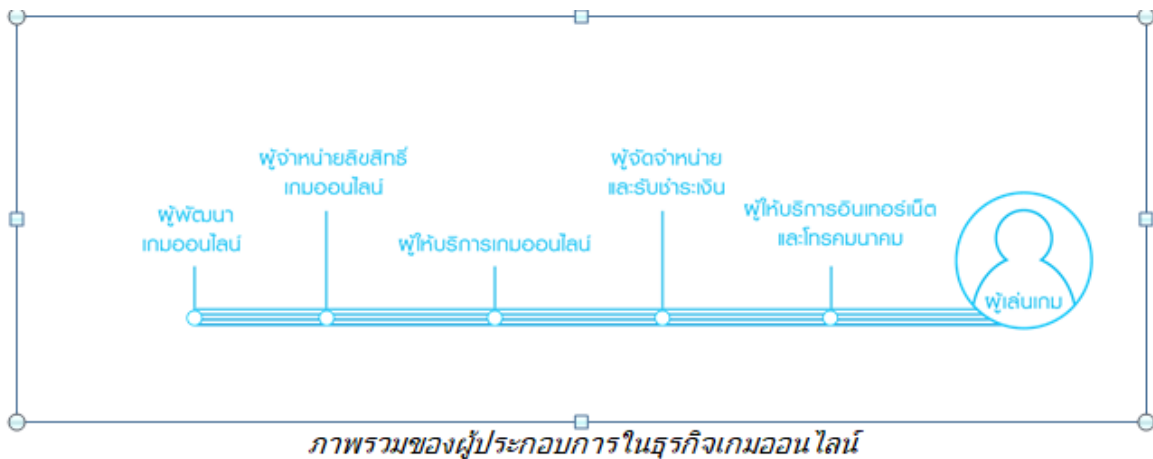 ผู้พัฒนา
เกมออนไลน์
ผู้จำหน่ายลิขสิทธิ์
เกมออนไลน์
ผู้ให้บริการเกมออนไลน์
ผู้จัดจำหน่าย
และรับชำระเงิน
ผู้ให้บริการอินเทอร์เน็ต
และโทรคมนาคม
ผู้เล่นเกม
ภาพรวมของผู้ประกอบการในธุรกิจเกมออนไลน์